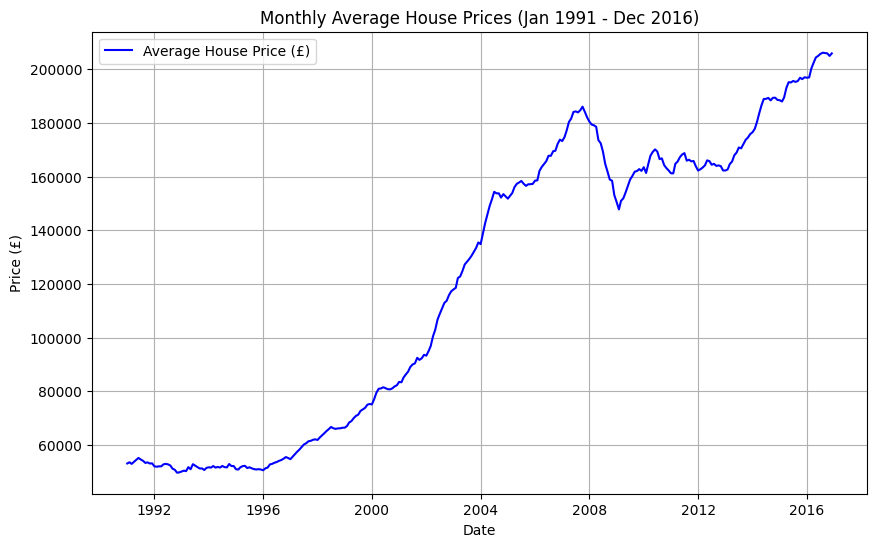 Monthly Average House Prices (Jan 1991 - Dec 2016)
Average House Price (£)
200000
180000
160000
140000
120000
100000
80000
60000
Price (£)
1992 1996 2000 2004 2008 2012 2016
Date